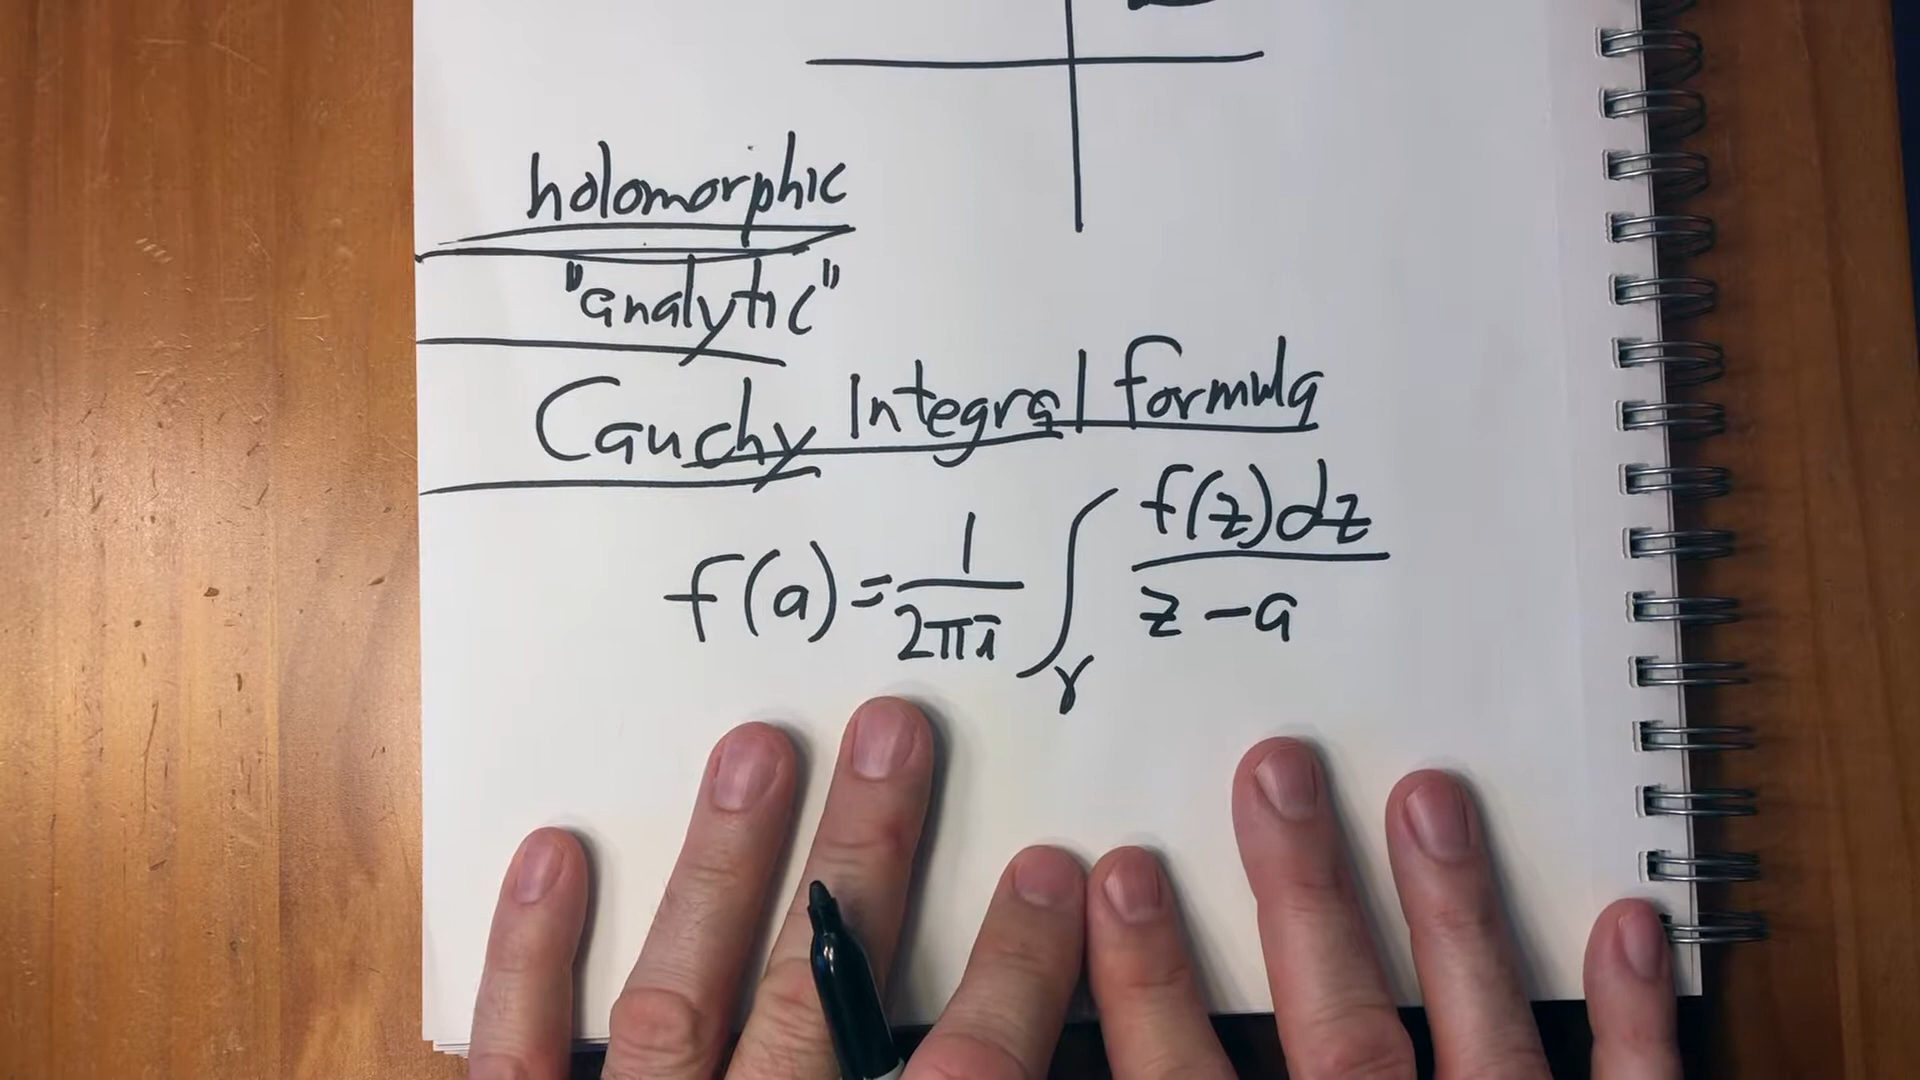 holomorphic
"analytic"
Cauchy Integral formula
f(a) = 1/2πi ∫γ f(z)dz/z-a